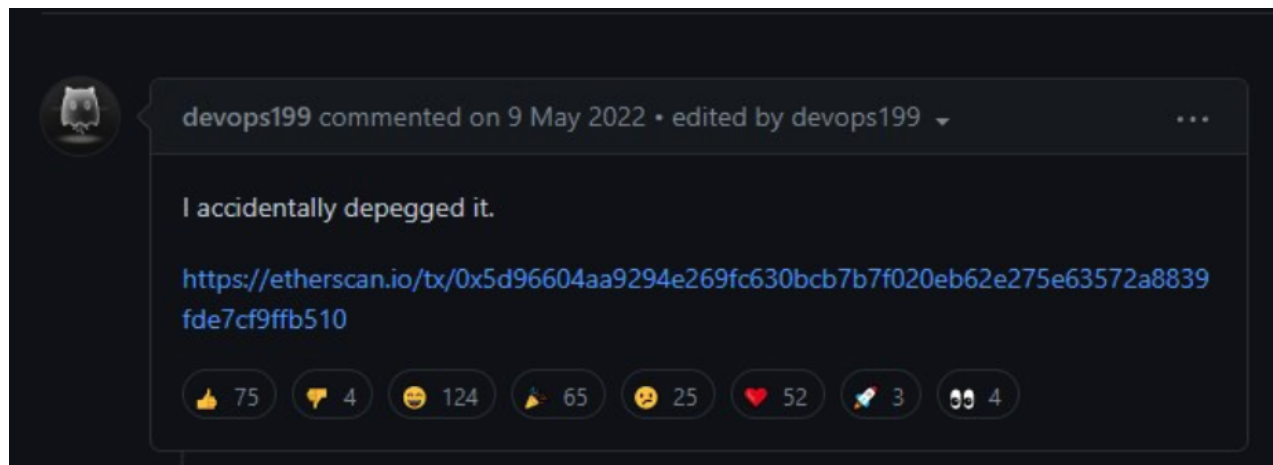 devops199 commented on 9 May 2022 • edited by devops199
I accidentally depegged it.
https://etherscan.io/tx/0x5d96604aa9294e269fc630bcb7b7f020eb62e275e63572a8839
fde7cf9ffb510
👍 75 👎 4 😄 124 🎉 65 😕 25 ❤️ 52 🚀 3 👀 4